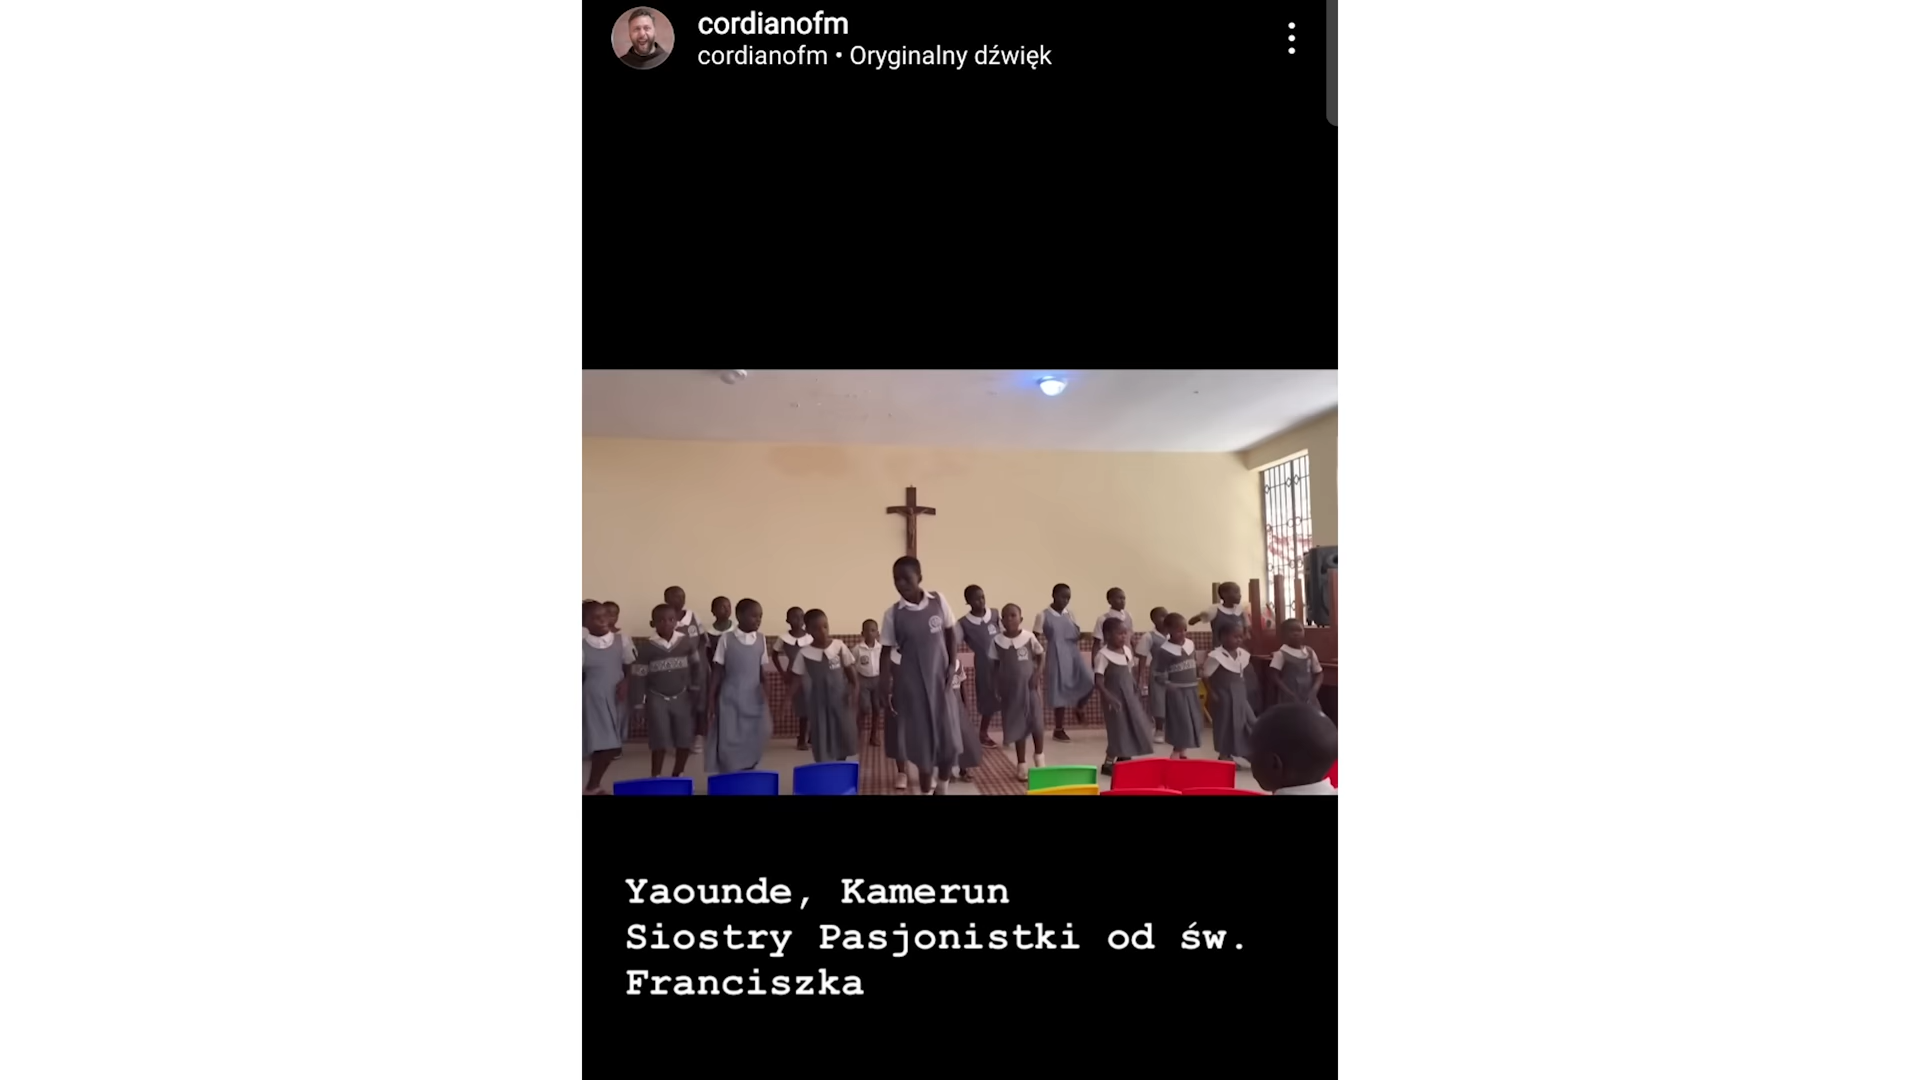 cordianofm
cordianofm • Oryginalny dźwięk
Yaounde, Kamerun
Siostry Pasjonistki od św.
Franciszka